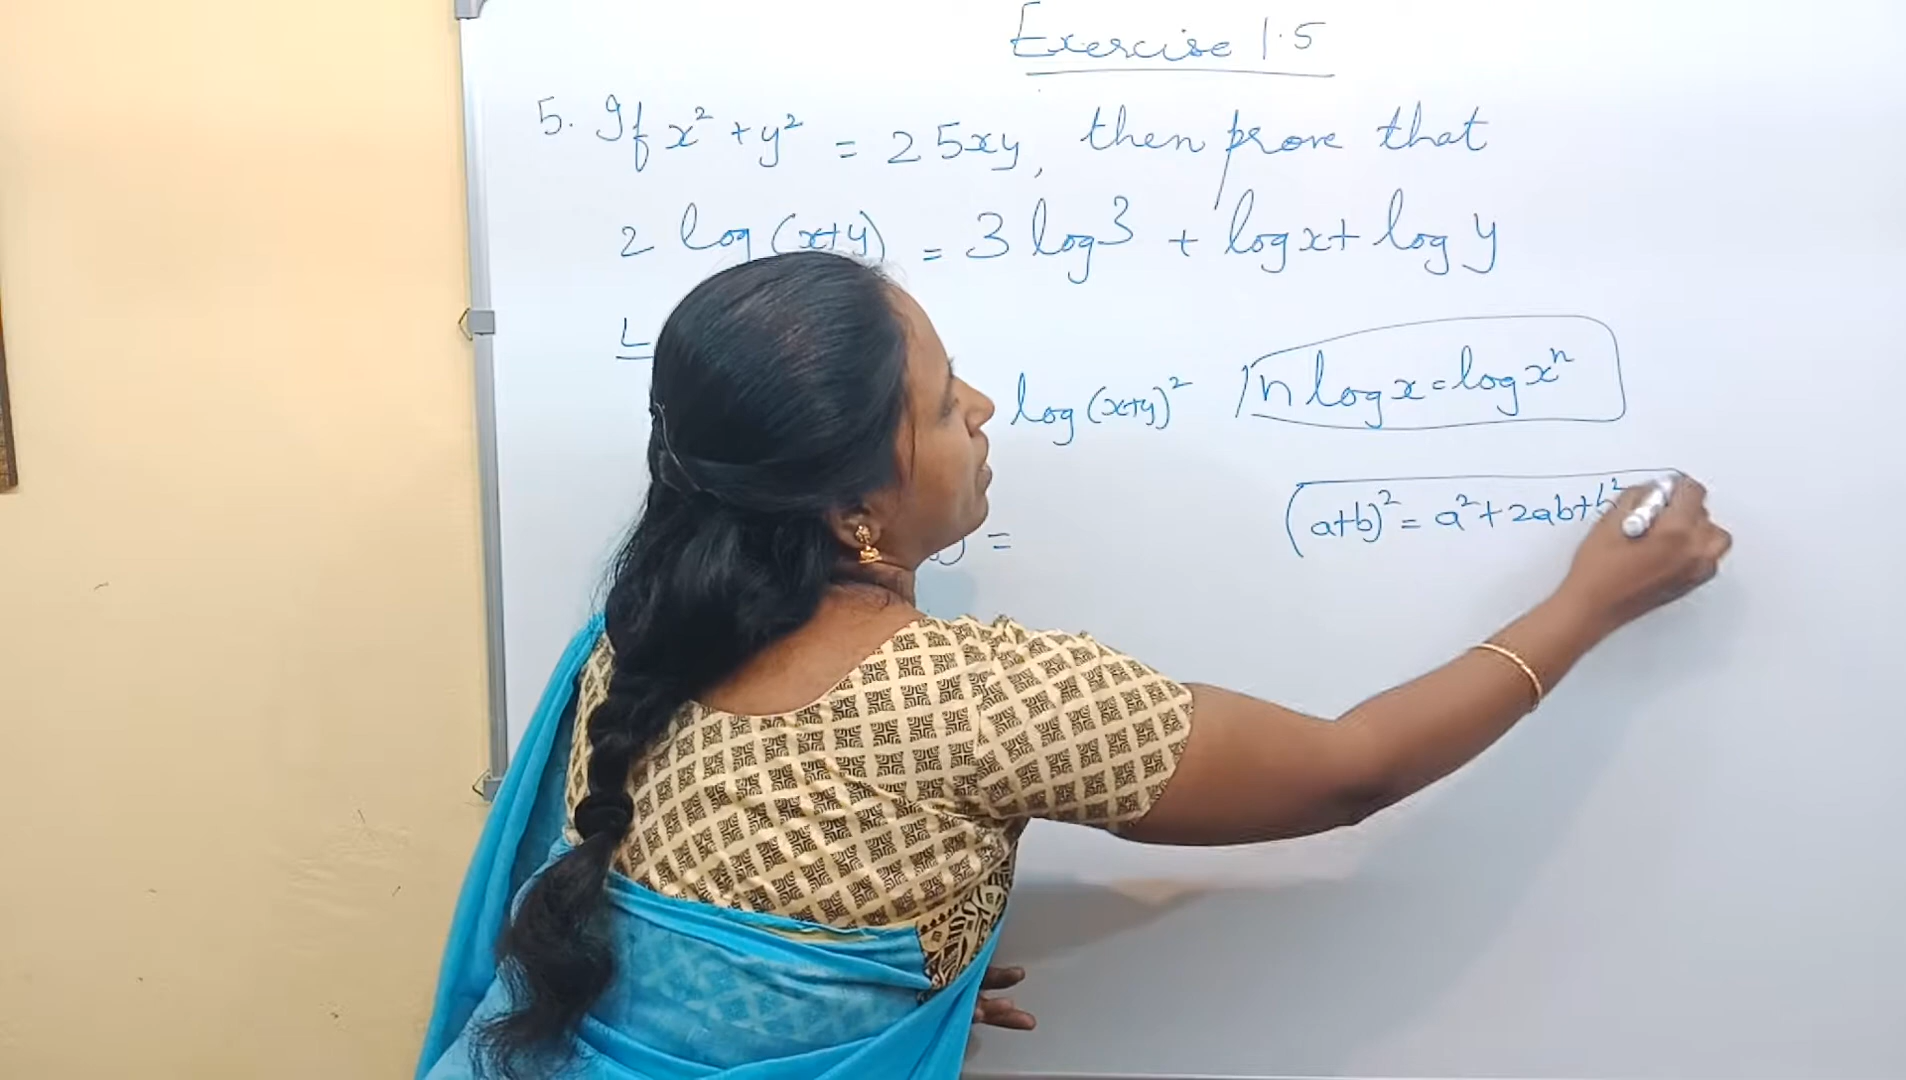 Exercise 1.5
5. If x² + y² = 25xy, then prove that
2 log (x+y) = 3 log 3 + log x + log y
L
log (x+y)² n log x = log xⁿ
(a+b)² = a² + 2ab + b²
=